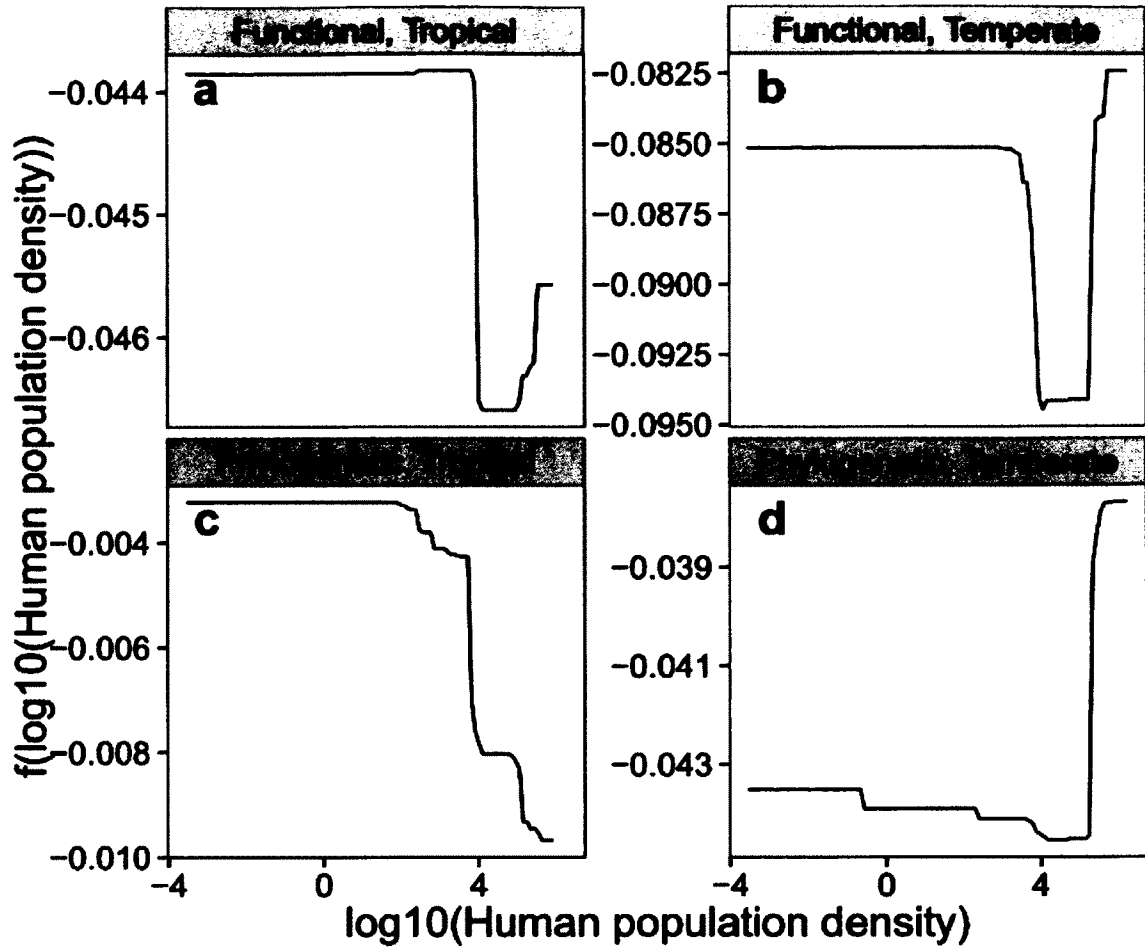 Functional, Tropical
Functional, Temperate
a
b
−0.044
−0.045
−0.046
−0.0825
−0.0850
−0.0875
−0.0900
−0.0925
−0.0950
f(log10(Human population density))
Phylogenetic, Temperate
c
d
−0.004
−0.006
−0.008
−0.010
−0.039
−0.041
−0.043
−4
0
4
−4
0
4
log10(Human population density)